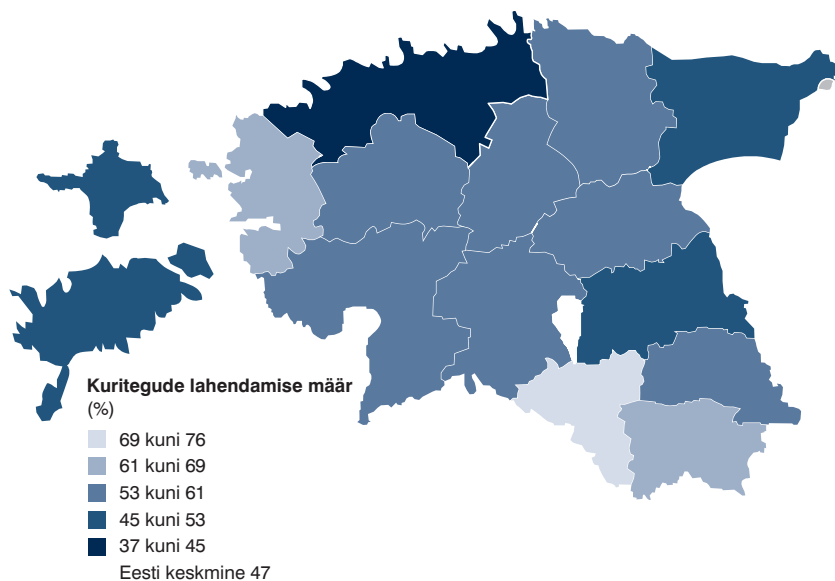 Kuritegude lahendamise määr
(%)
69 kuni 76
61 kuni 69
53 kuni 61
45 kuni 53
37 kuni 45
Eesti keskmine 47